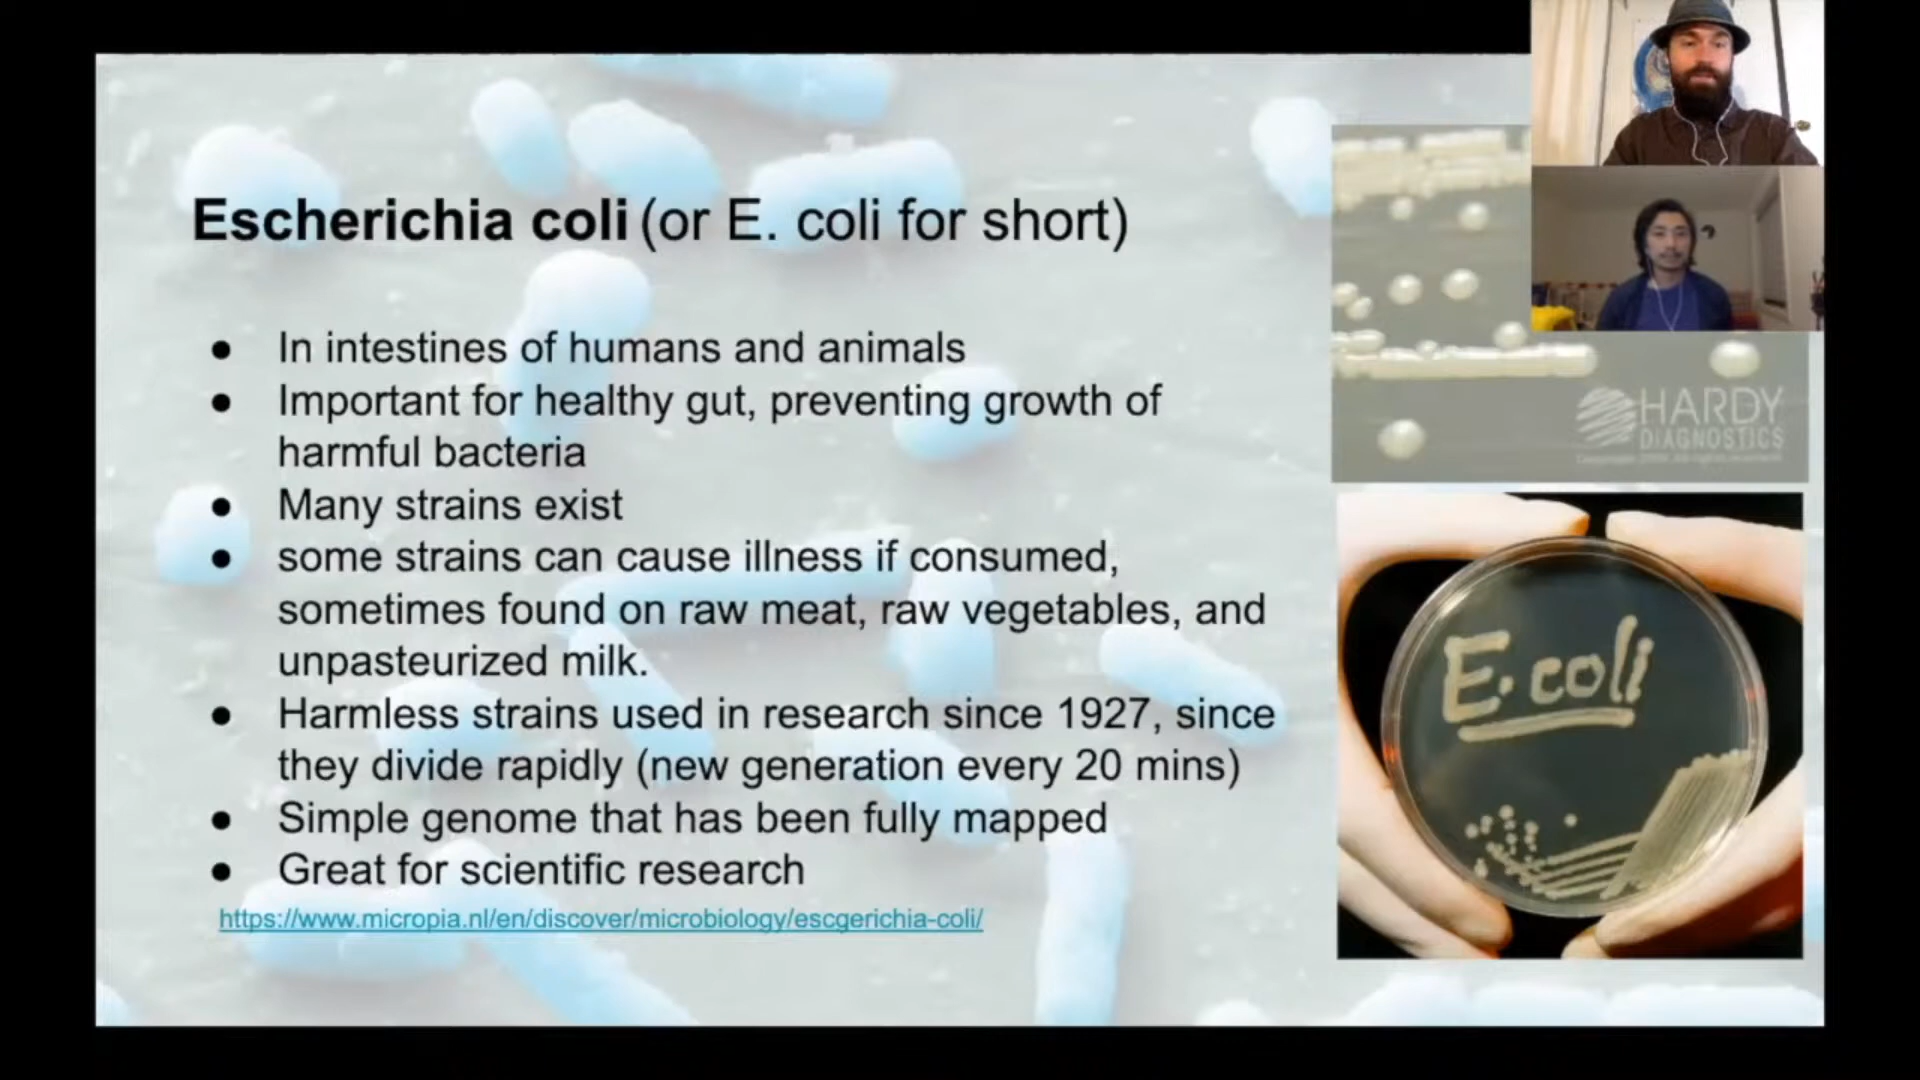 Escherichia coli (or E. coli for short)
● In intestines of humans and animals
● Important for healthy gut, preventing growth of
harmful bacteria
● Many strains exist
● some strains can cause illness if consumed,
sometimes found on raw meat, raw vegetables, and
unpasteurized milk.
● Harmless strains used in research since 1927, since
they divide rapidly (new generation every 20 mins)
● Simple genome that has been fully mapped
● Great for scientific research
https://www.micropia.nl/en/discover/microbiology/escgerichia-coli/
HARDY
DIAGNOSTICS
E. coli